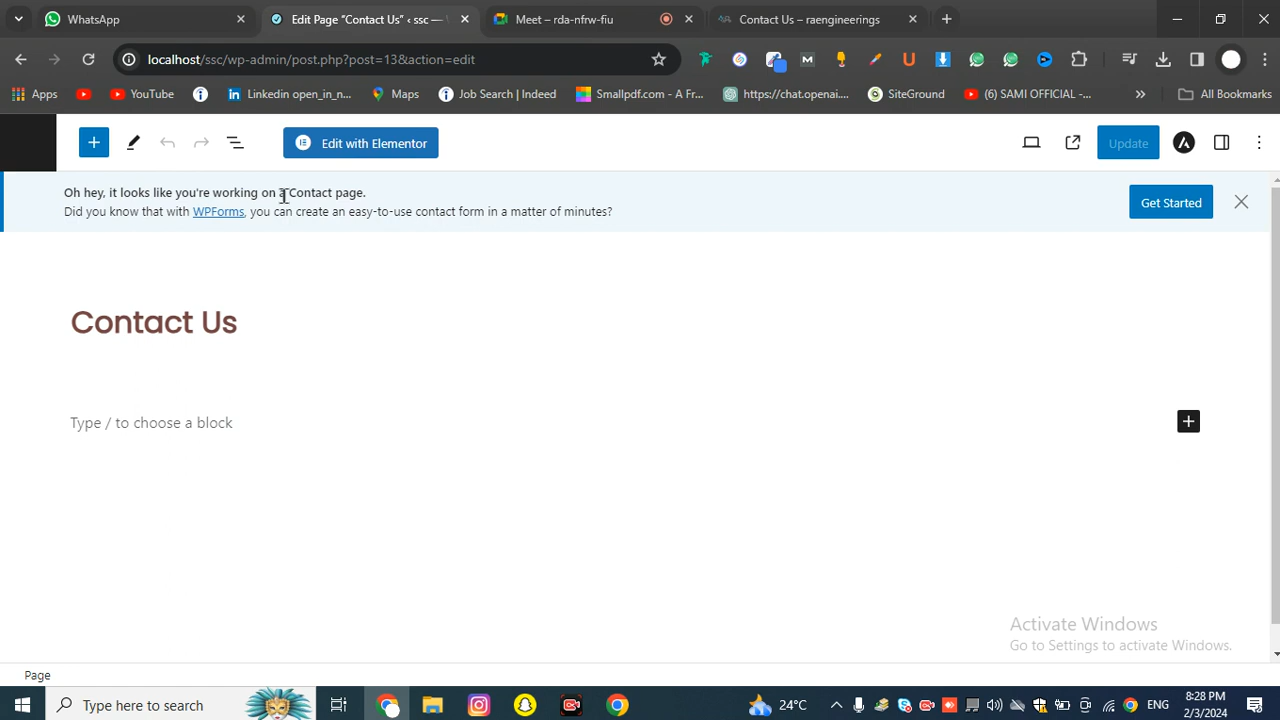 WhatsApp
Edit Page “Contact Us” ‹ ssc —
Meet – rda-nfrw-fiu
Contact Us – raengineerings
localhost/ssc/wp-admin/post.php?post=13&action=edit
Apps
YouTube
Linkedin open_in_n...
Maps
Job Search | Indeed
Smallpdf.com - A Fr...
https://chat.openai....
SiteGround
(6) SAMI OFFICIAL -...
All Bookmarks
Edit with Elementor
Update
Oh hey, it looks like you're working on a Contact page.
Did you know that with WPForms, you can create an easy-to-use contact form in a matter of minutes?
Get Started
Contact Us
Type / to choose a block
Activate Windows
Go to Settings to activate Windows.
Page
Type here to search
24°C
ENG
8:28 PM
2/3/2024